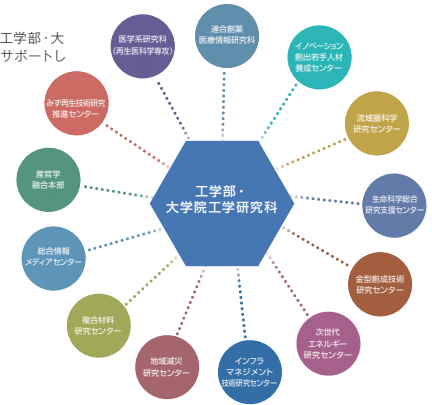 工学部・大
サポートし
連合創薬
医療情報研究科
イノベーション
創出若手人材
養成センター
流域圏科学
研究センター
生命科学総合
研究支援センター
金型創成技術
研究センター
次世代
エネルギー
研究センター
インフラ
マネジメント
技術研究センター
地域減災
研究センター
複合材料
研究センター
総合情報
メディアセンター
産官学
融合本部
みず再生技術研究
推進センター
医学系研究科
(再生医科学専攻)
工学部・
大学院工学研究科